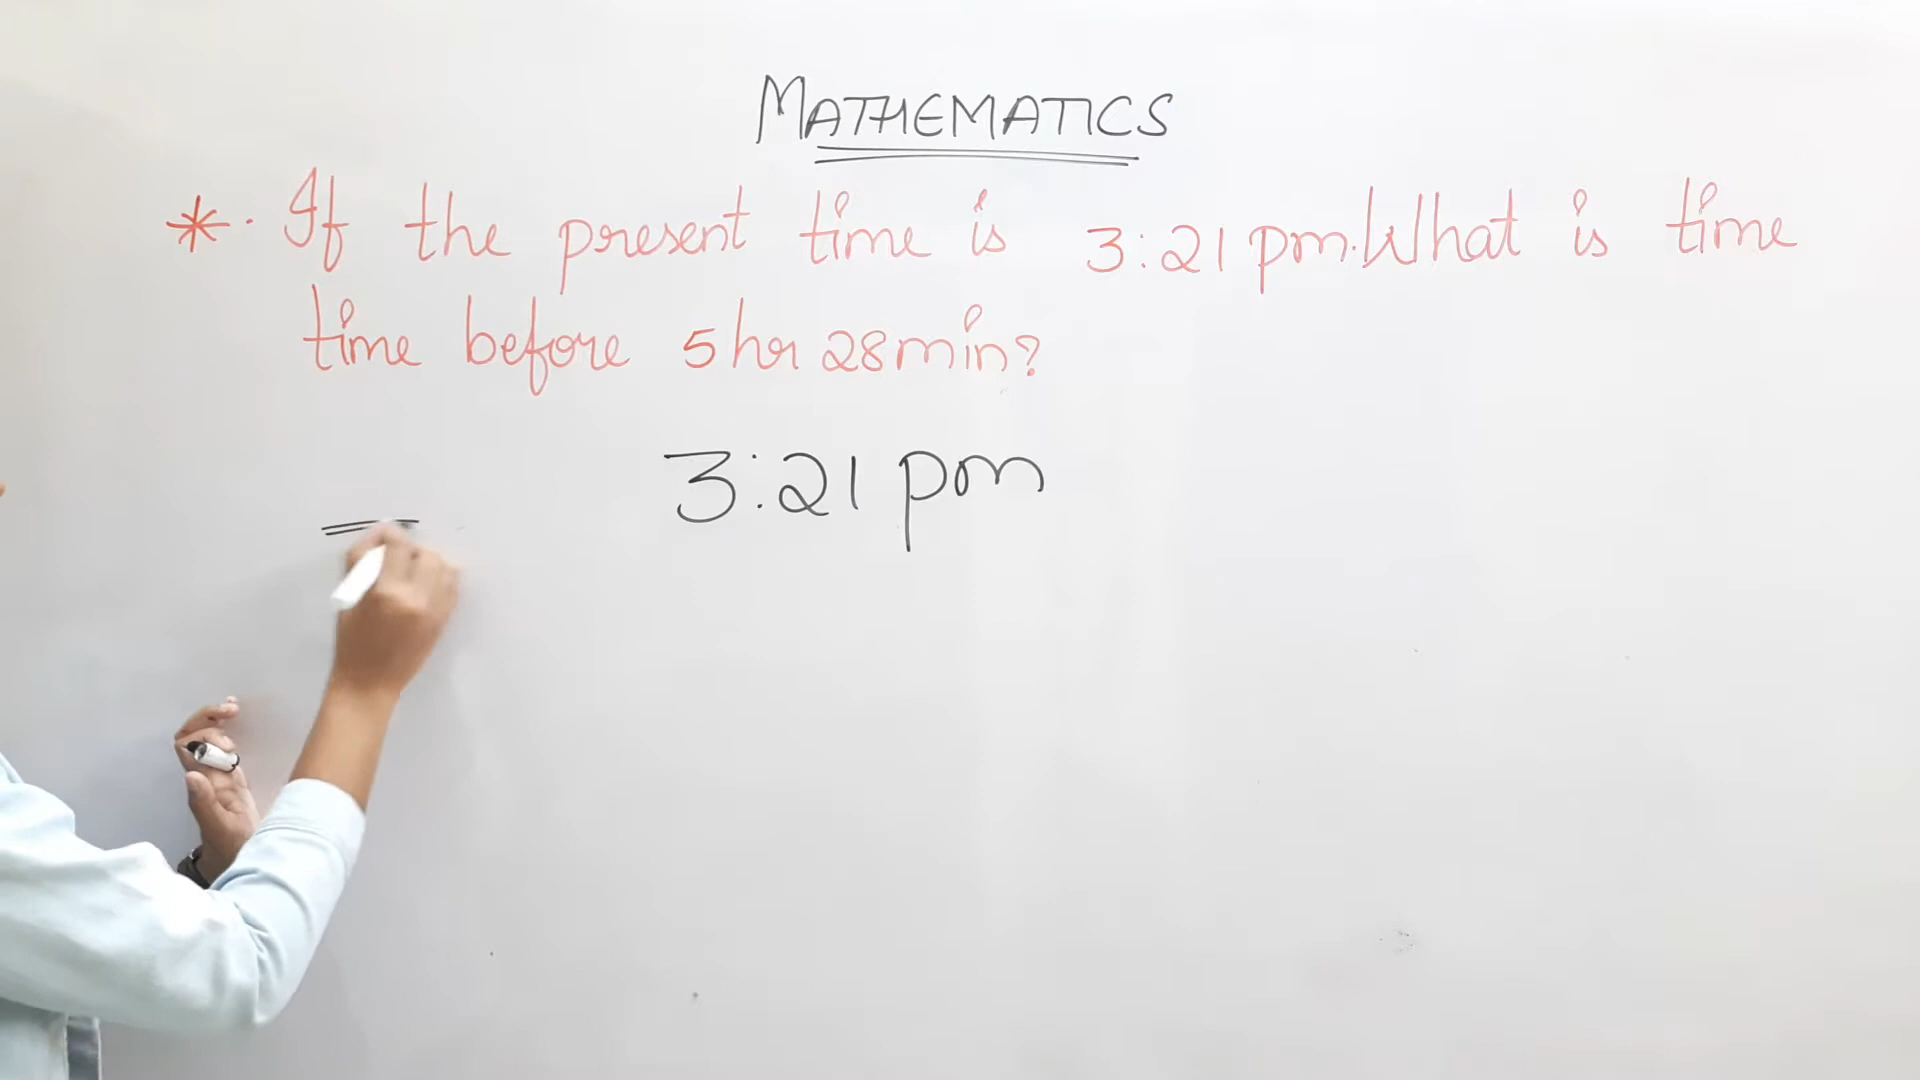 MATHEMATICS
*. If the present time is 3:21 pm. What is time
time before 5 hr 28 min?
3:21 pm